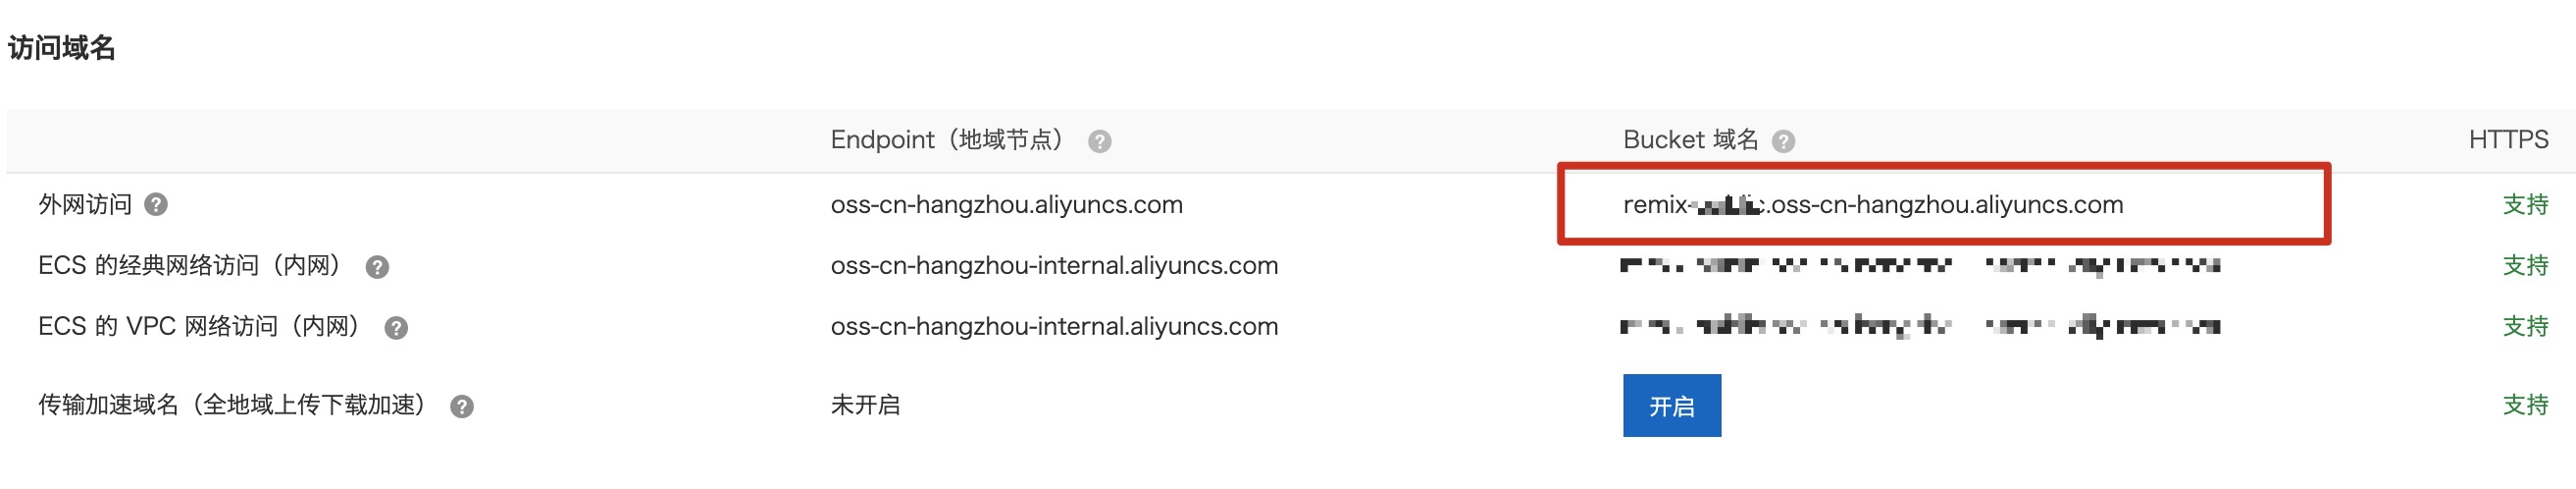 访问域名
Endpoint（地域节点） Bucket 域名 HTTPS
外网访问 oss-cn-hangzhou.aliyuncs.com remix- .oss-cn-hangzhou.aliyuncs.com 支持
ECS 的经典网络访问（内网） oss-cn-hangzhou-internal.aliyuncs.com 支持
ECS 的 VPC 网络访问（内网） oss-cn-hangzhou-internal.aliyuncs.com 支持
传输加速域名（全地域上传下载加速） 未开启 开启 支持